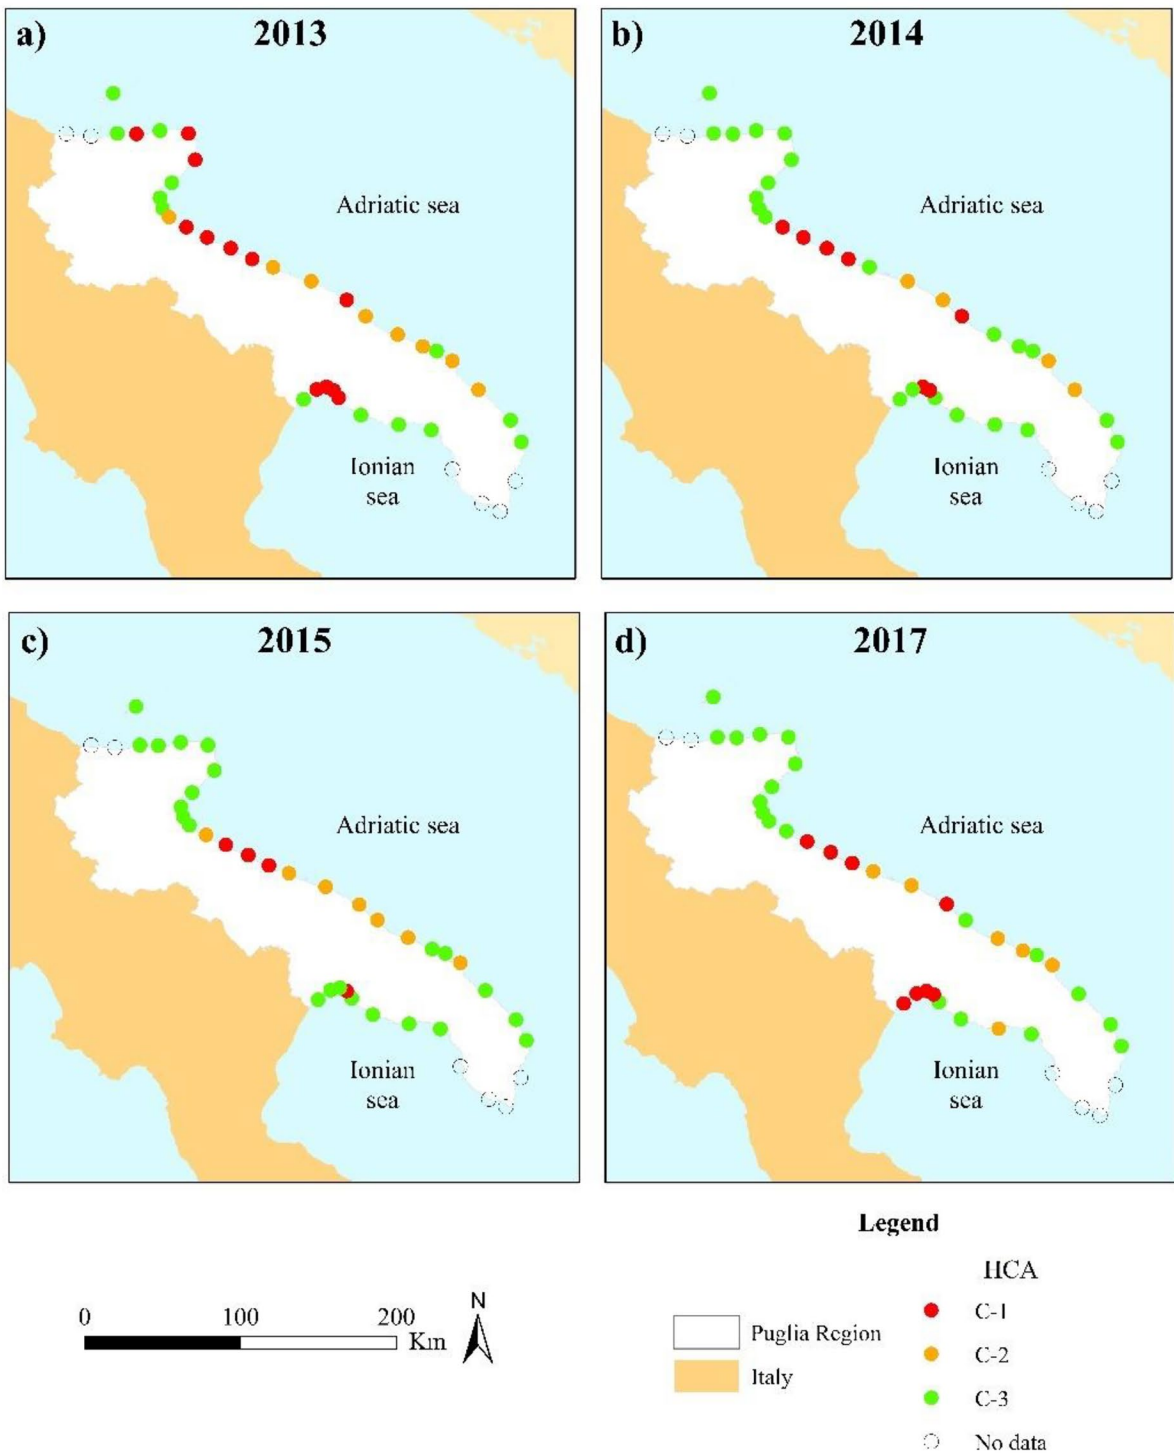 a) 2013
b) 2014
Adriatic sea
Adriatic sea
Ionian
sea
Ionian
sea
c) 2015
d) 2017
Adriatic sea
Adriatic sea
Ionian
sea
Ionian
sea
Legend
HCA
0 100 200
Km
N
Puglia Region
Italy
C-1
C-2
C-3
No data